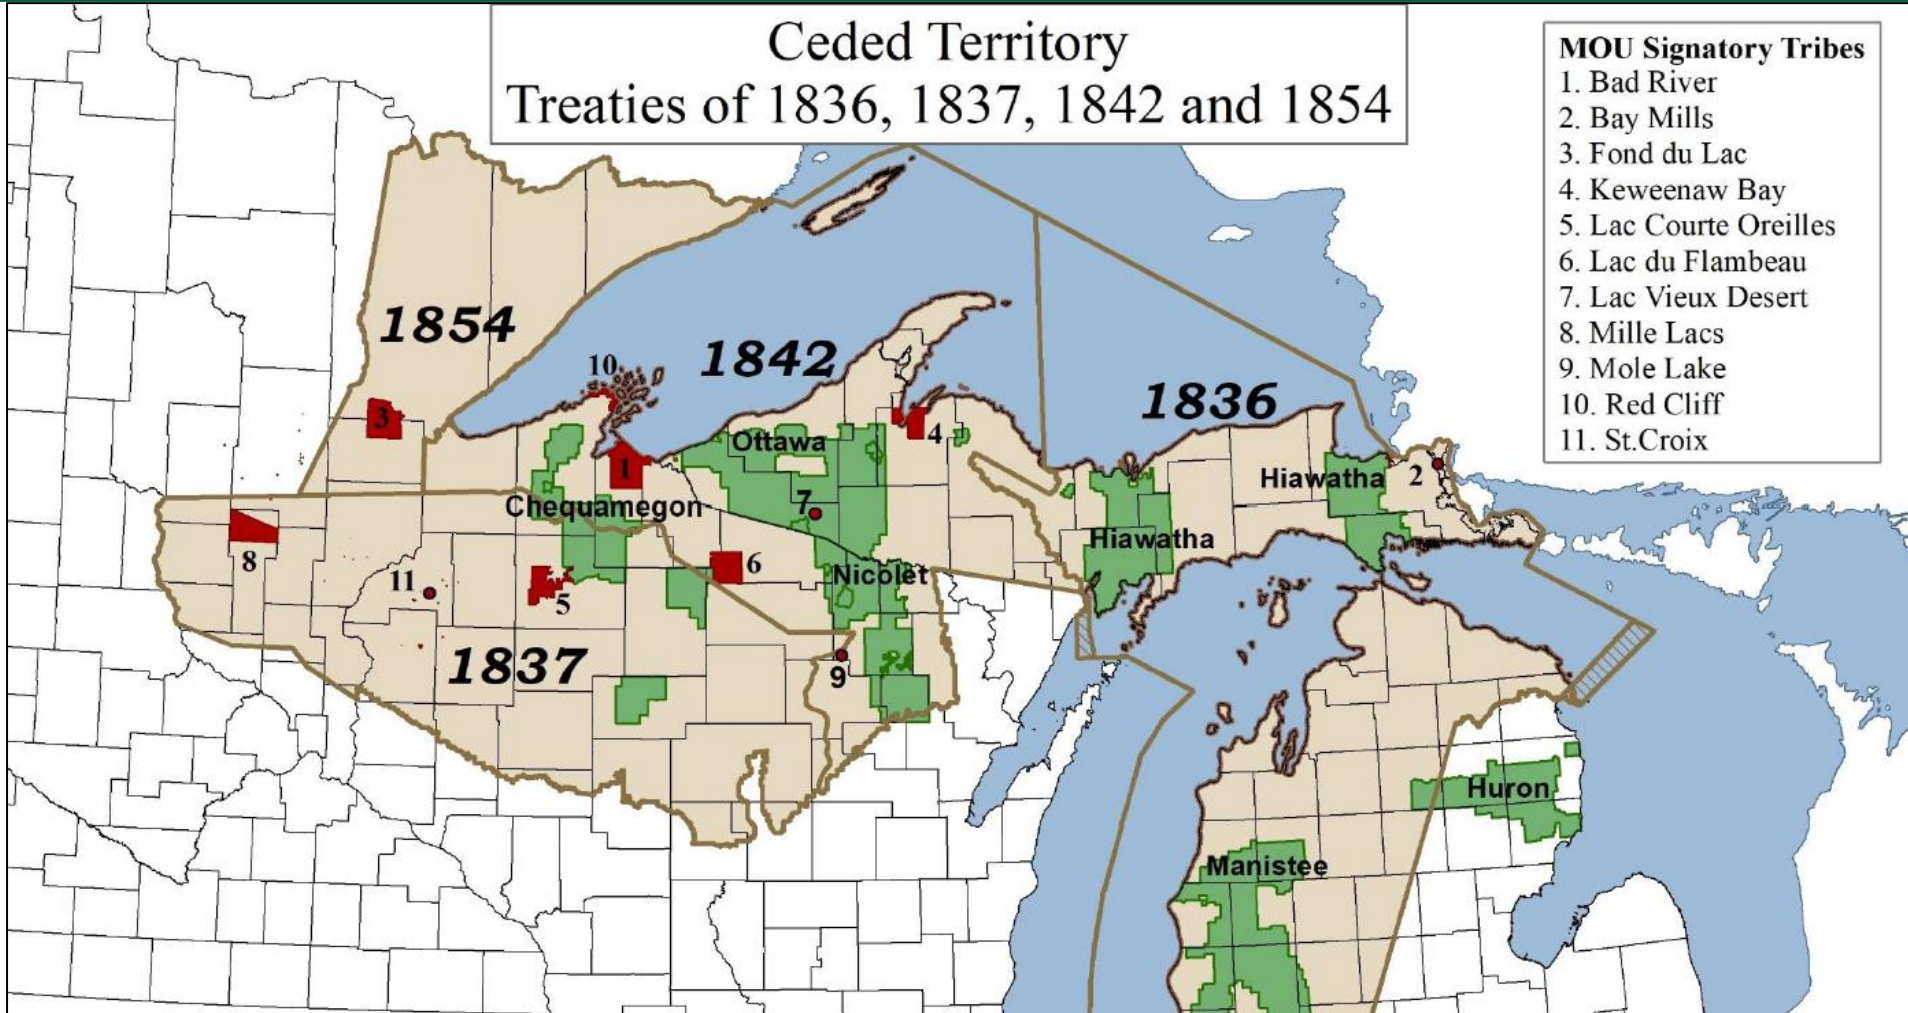 Ceded Territory
Treaties of 1836, 1837, 1842 and 1854
MOU Signatory Tribes
1. Bad River
2. Bay Mills
3. Fond du Lac
4. Keweenaw Bay
5. Lac Courte Oreilles
6. Lac du Flambeau
7. Lac Vieux Desert
8. Mille Lacs
9. Mole Lake
10. Red Cliff
11. St.Croix
1854
1842
10
1836
3
4
Ottawa
1
Hiawatha
2
Chequamegon
7
Hiawatha
8
6
Nicolet
11
5
1837
9
Huron
Manistee